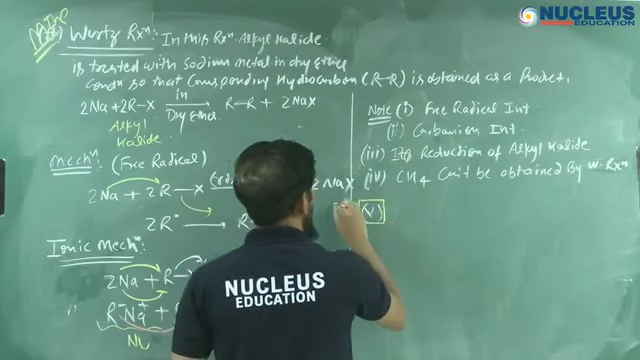 NUCLEUS
EDUCATION
Imp
Wurtz Rxn: In this Rxn. Alkyl Halide
is treated with Sodium metal in dry ether
Condn so that Corresponding Hydrocarbon (R-R) is obtained as a Product.
2Na+2R-X in Dry ether → R-R + 2NaX
Alkyl
Halide
Mechn: (Free Radical)
2Na + 2R-X 2NaX
2R• → R
Ionic Mechn:
2Na + R
R⁻Na⁺ +
Nu
Note (i) Free Radical Int
(ii) Carbanion Int.
(iii) Its Reduction of Alkyl Halide
(iv) CH4 Can't be obtained By W. Rxn
(v)
NUCLEUS
EDUCATION